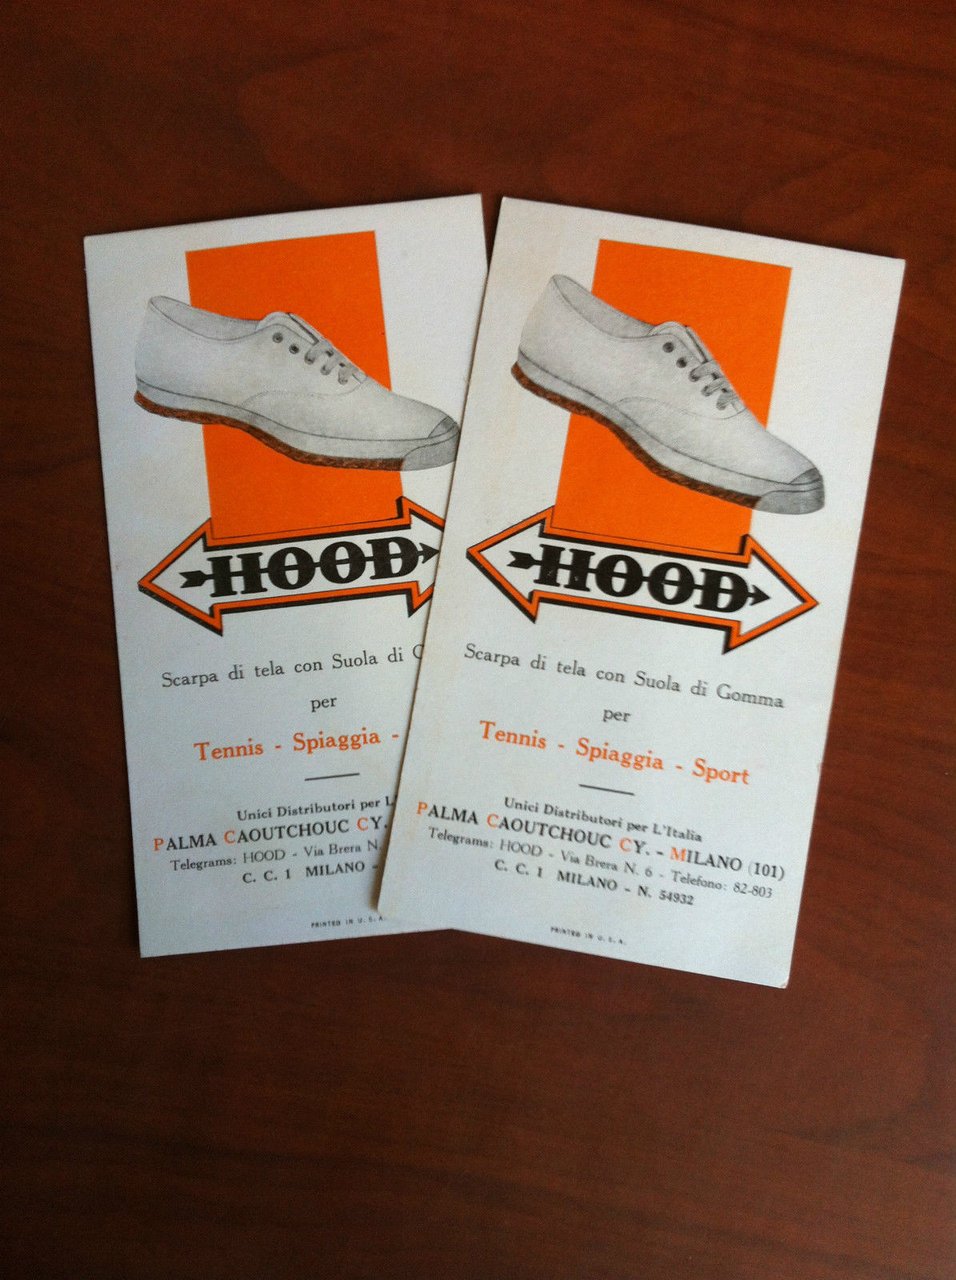 HOOD
Scarpa di tela con Suola di G
per
Tennis - Spiaggia -
Unici Distributori per L
PALMA CAOUTCHOUC CY.
Telegrams: HOOD - Via Brera N.
C. C. 1 MILANO -
PRINTED IN U. S. A.
HOOD
Scarpa di tela con Suola di Gomma
per
Tennis - Spiaggia - Sport
Unici Distributori per L'Italia
PALMA CAOUTCHOUC CY. - MILANO (101)
Telegrams: HOOD - Via Brera N. 6 - Telefono: 82-803
C. C. 1 MILANO - N. 54932
PRINTED IN U. S. A.